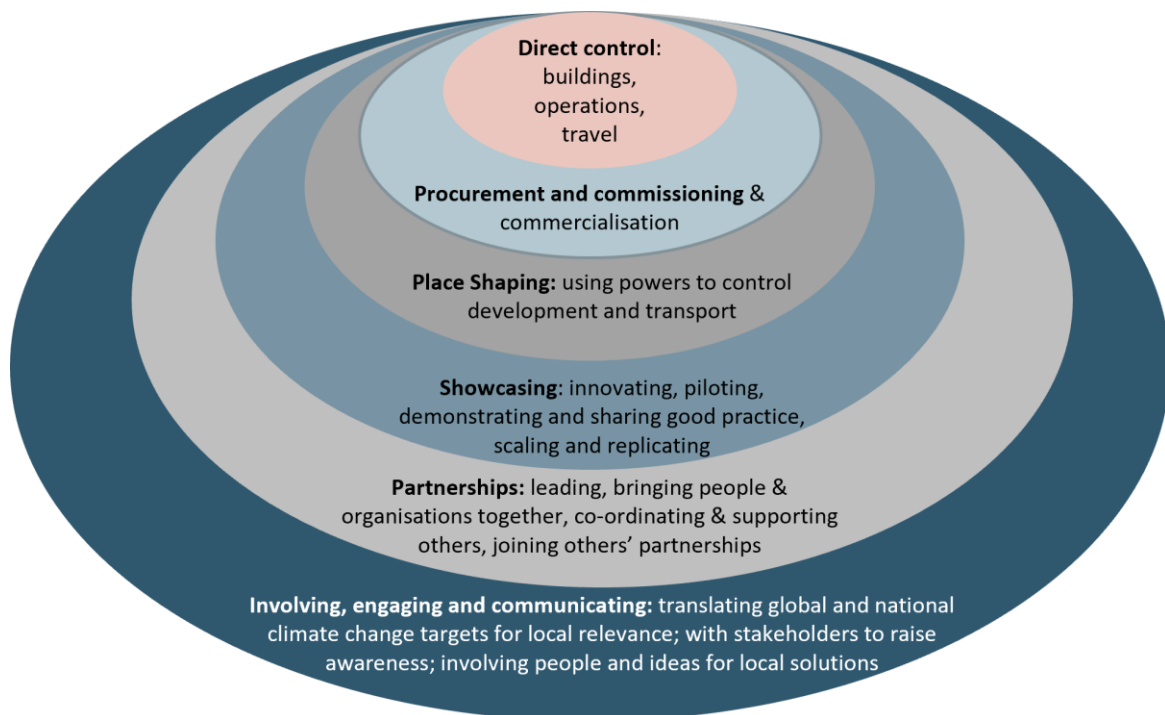 Direct control:
buildings,
operations,
travel
Procurement and commissioning &
commercialisation
Place Shaping: using powers to control
development and transport
Showcasing: innovating, piloting,
demonstrating and sharing good practice,
scaling and replicating
Partnerships: leading, bringing people &
organisations together, co-ordinating & supporting
others, joining others’ partnerships
Involving, engaging and communicating: translating global and national
climate change targets for local relevance; with stakeholders to raise
awareness; involving people and ideas for local solutions